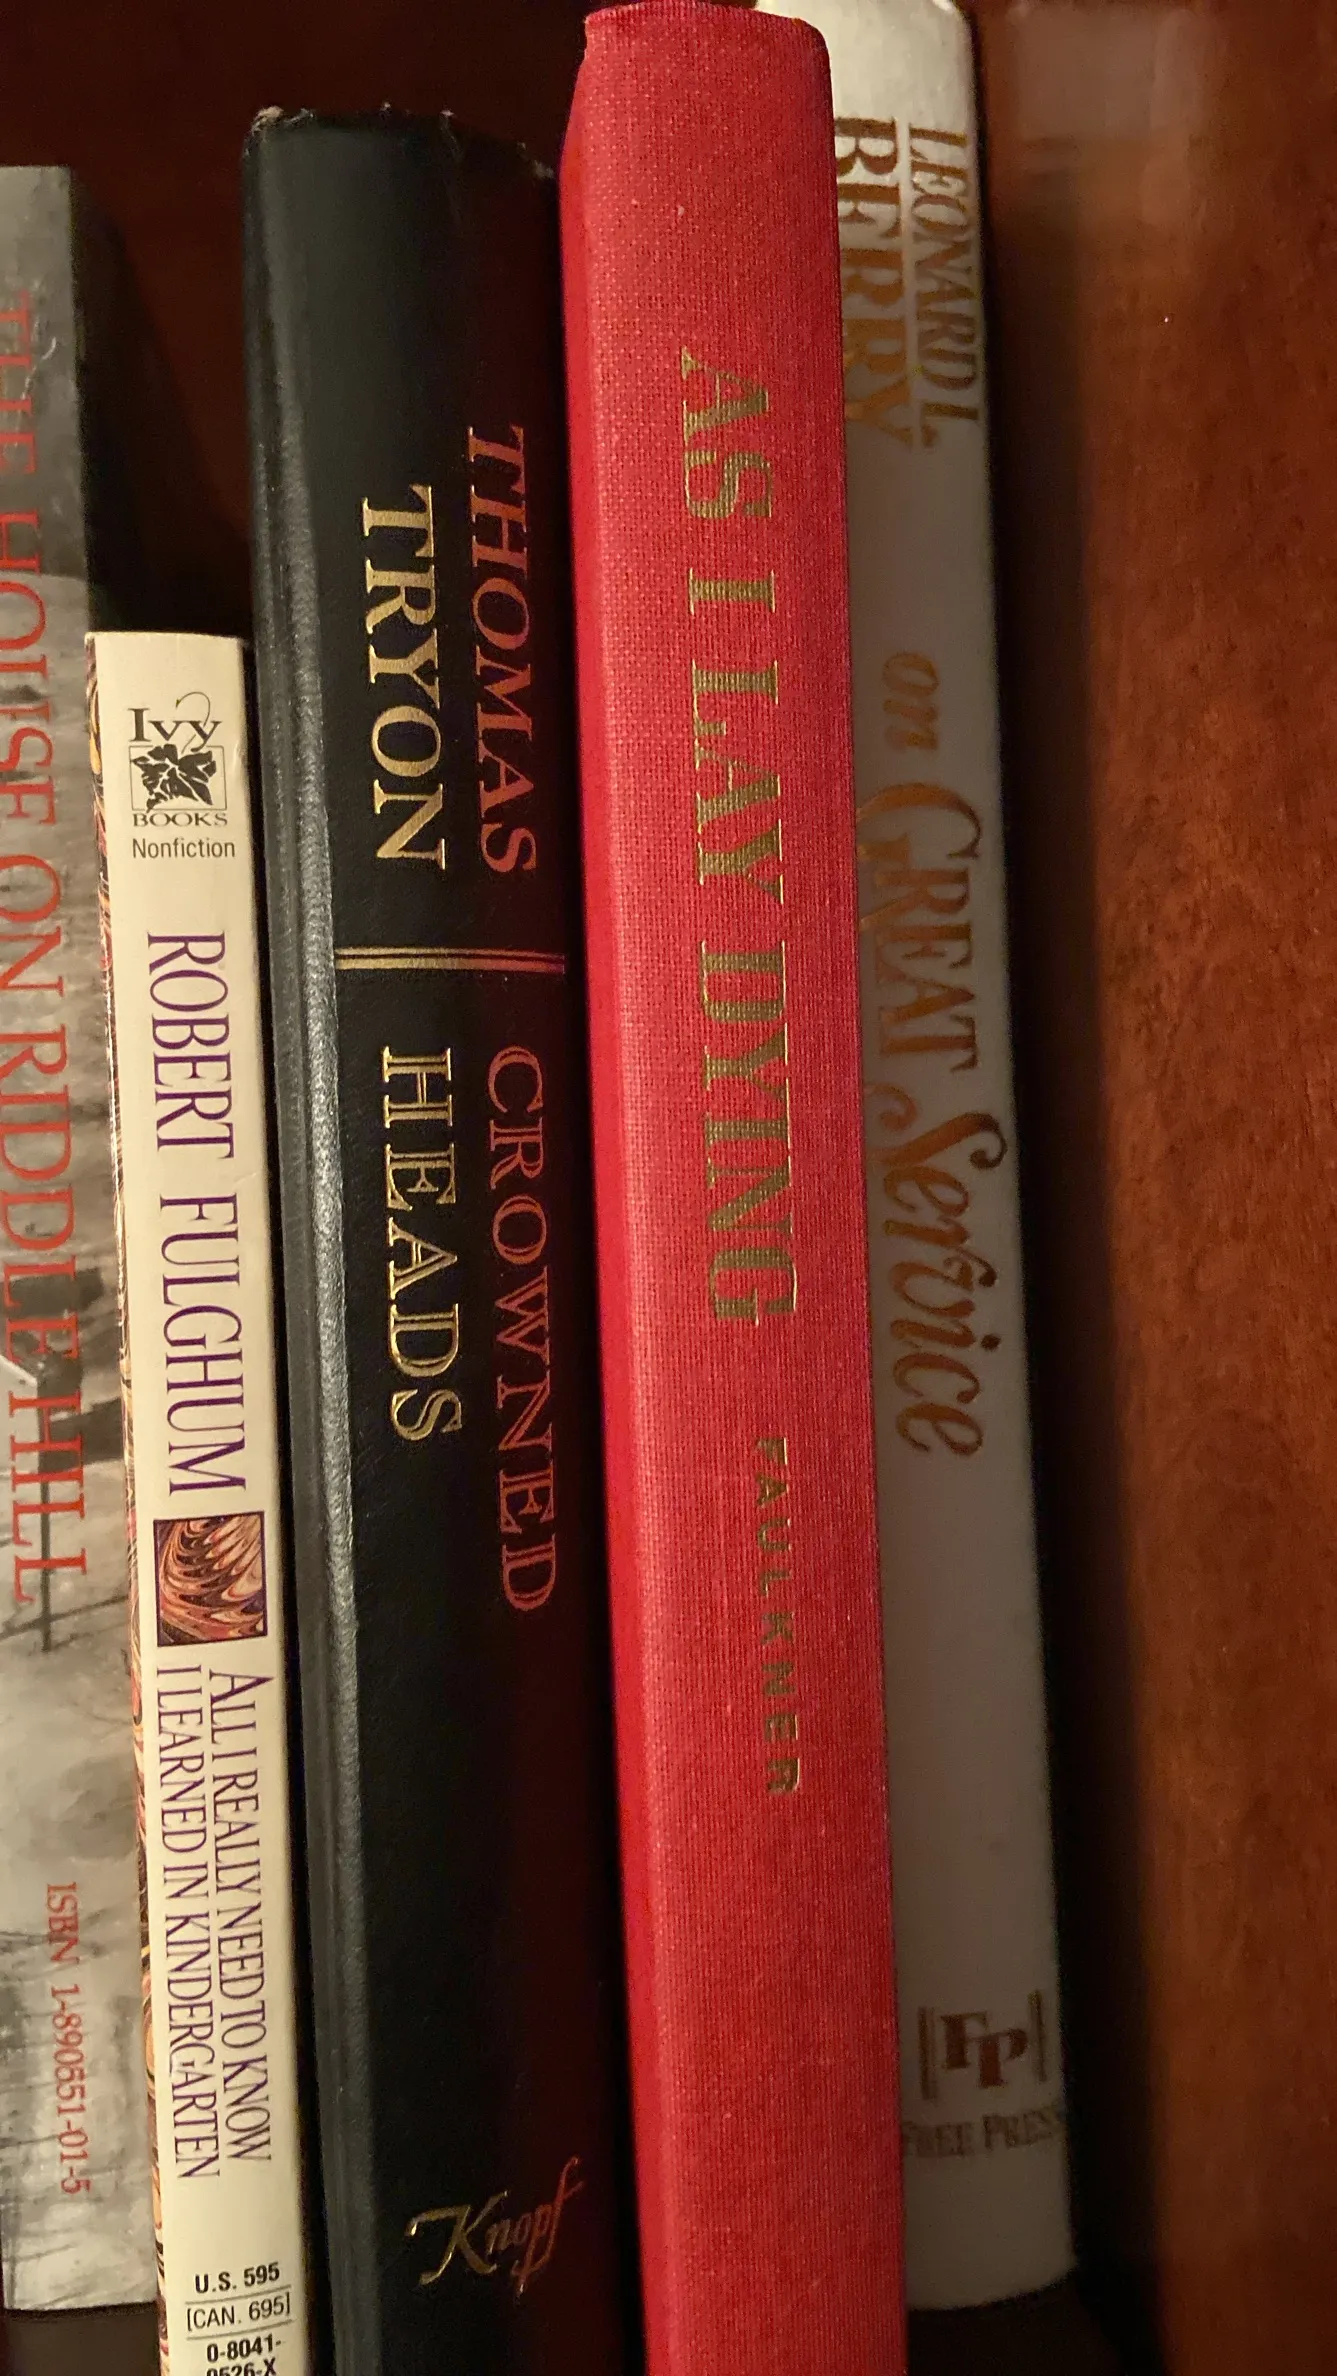 THE HOUSE ON RIDDLE HILL
ISBN 1-890551-01-5
Ivy
BOOKS
Nonfiction
ROBERT FULGHUM
ALL I REALLY NEED TO KNOW
I LEARNED IN KINDERGARTEN
U.S. 595
[CAN. 695]
0-8041-
0526-X
THOMAS
TRYON
CROWNED
HEADS
Knopf
AS I LAY DYING
FAULKNER
LEONARD L.
BERRY
on GREAT Service
FP
FREE PRESS